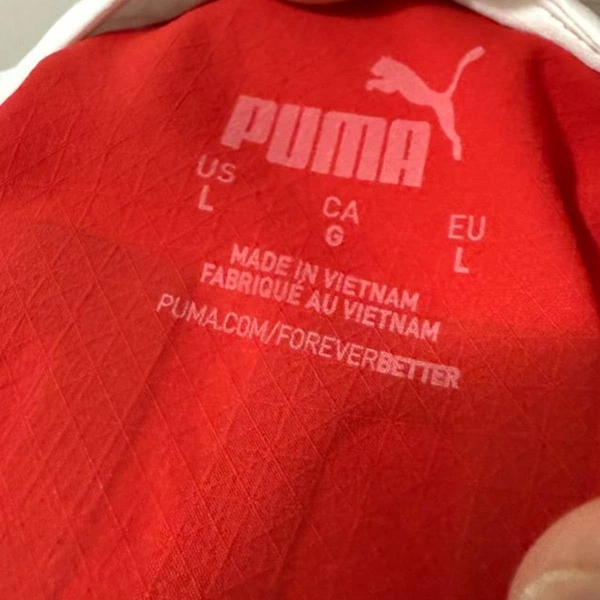 PUMA
US CA EU
L G L
MADE IN VIETNAM
FABRIQUÉ AU VIETNAM
PUMA.COM/FOREVERBETTER